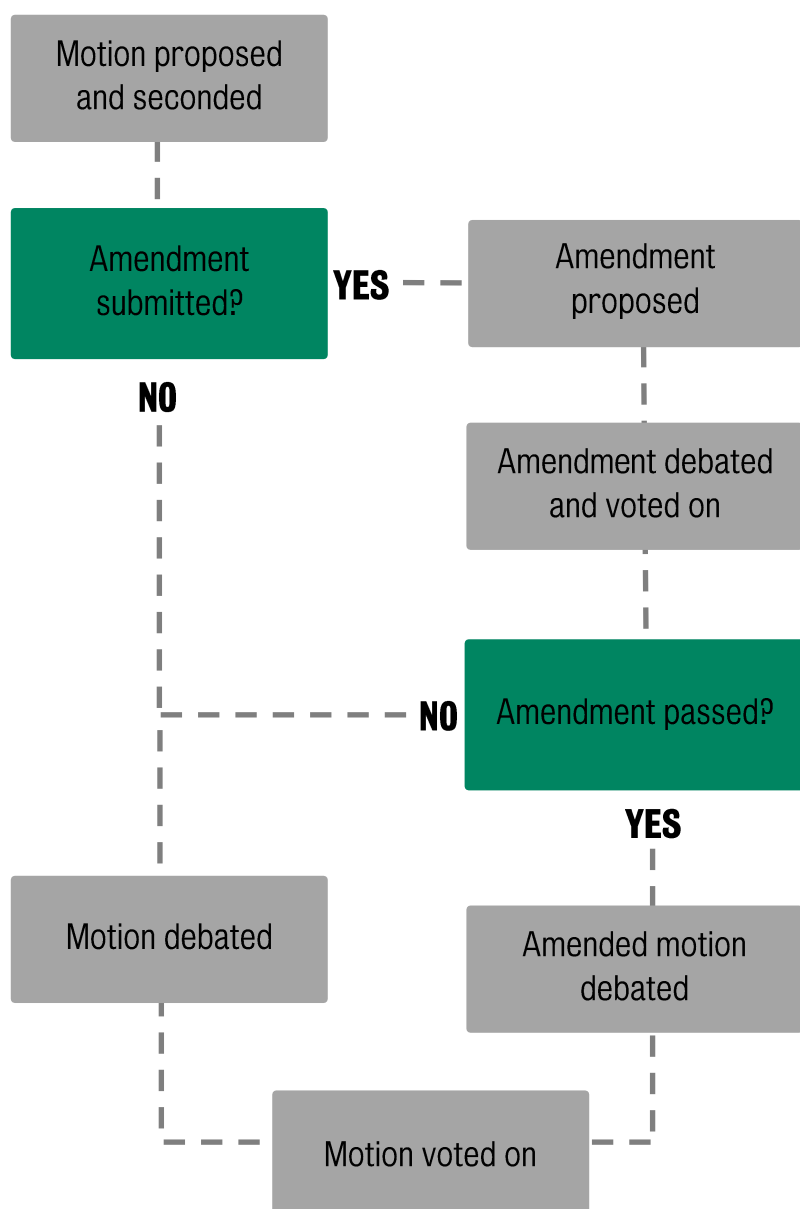 Motion proposed
and seconded
Amendment
submitted?
YES
Amendment
proposed
NO
Amendment debated
and voted on
NO
Amendment passed?
YES
Motion debated
Amended motion
debated
Motion voted on